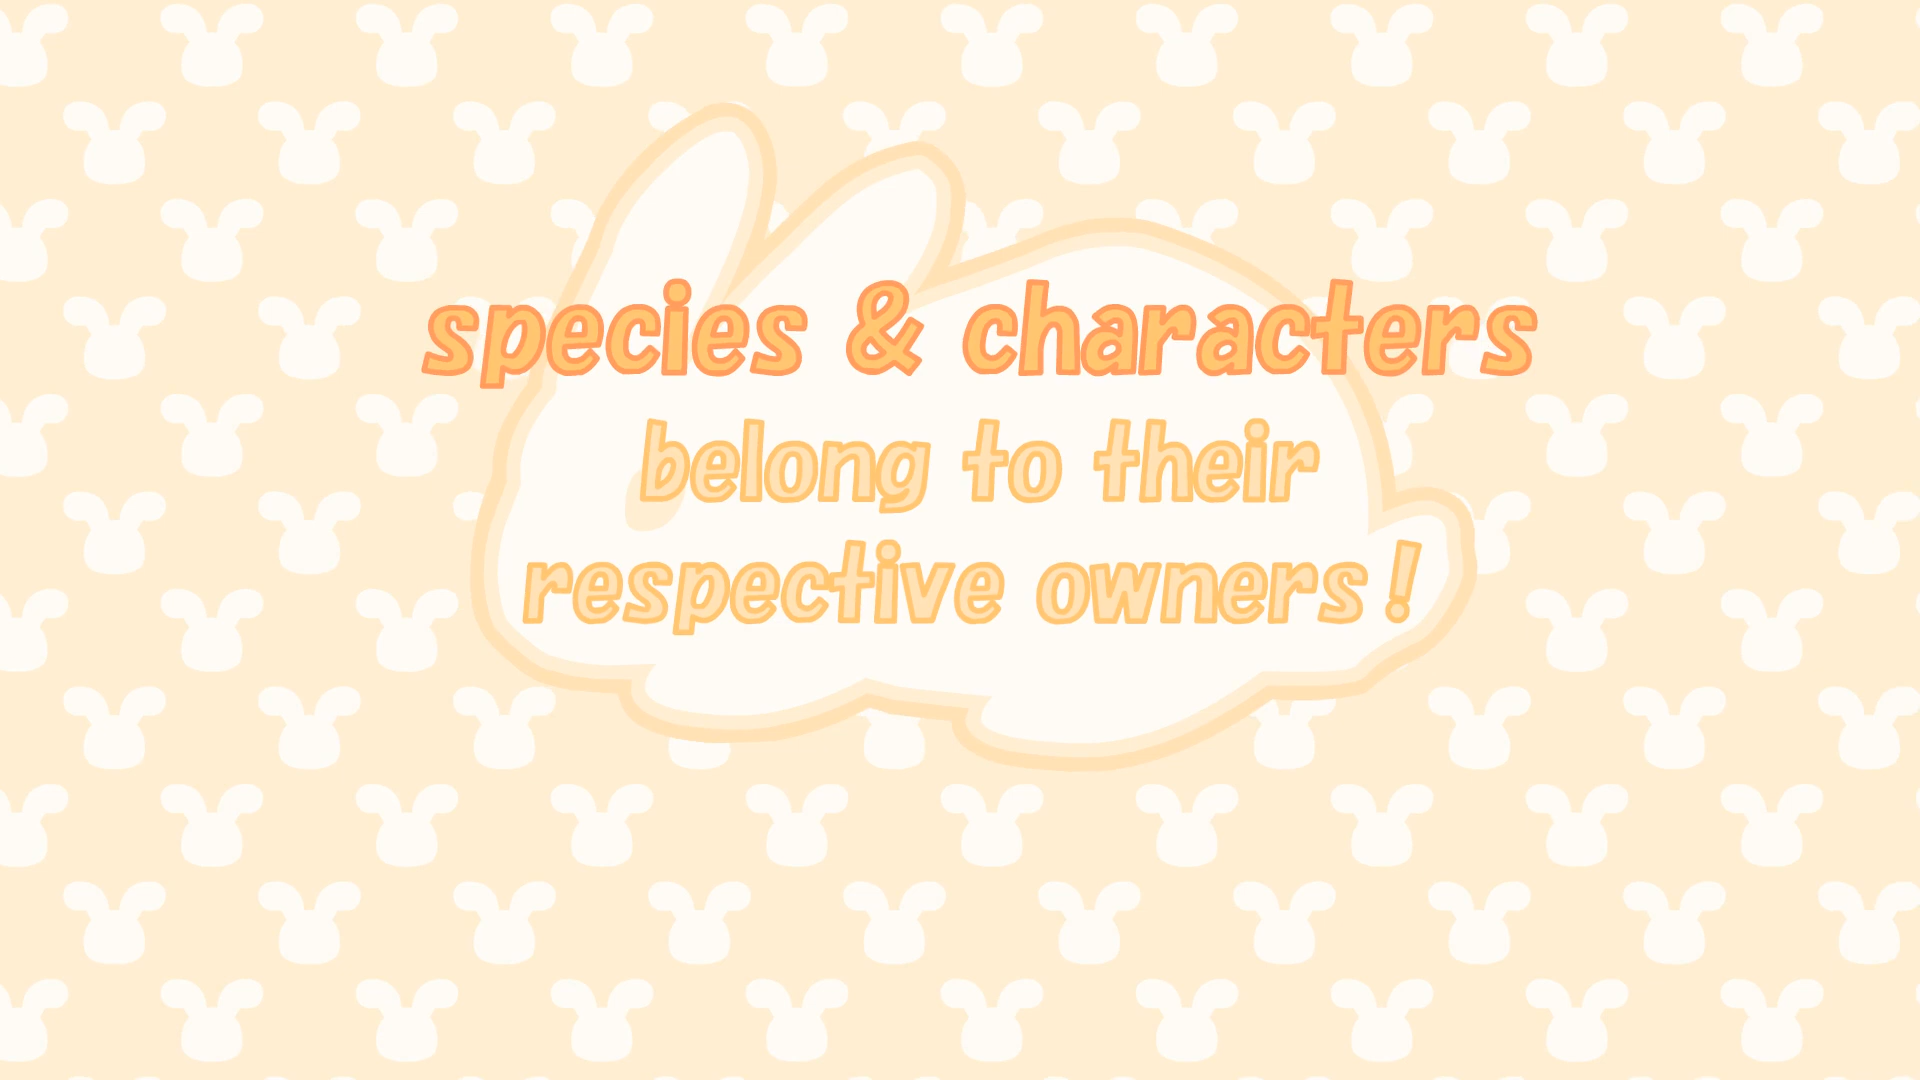 species & characters
belong to their
respective owners!